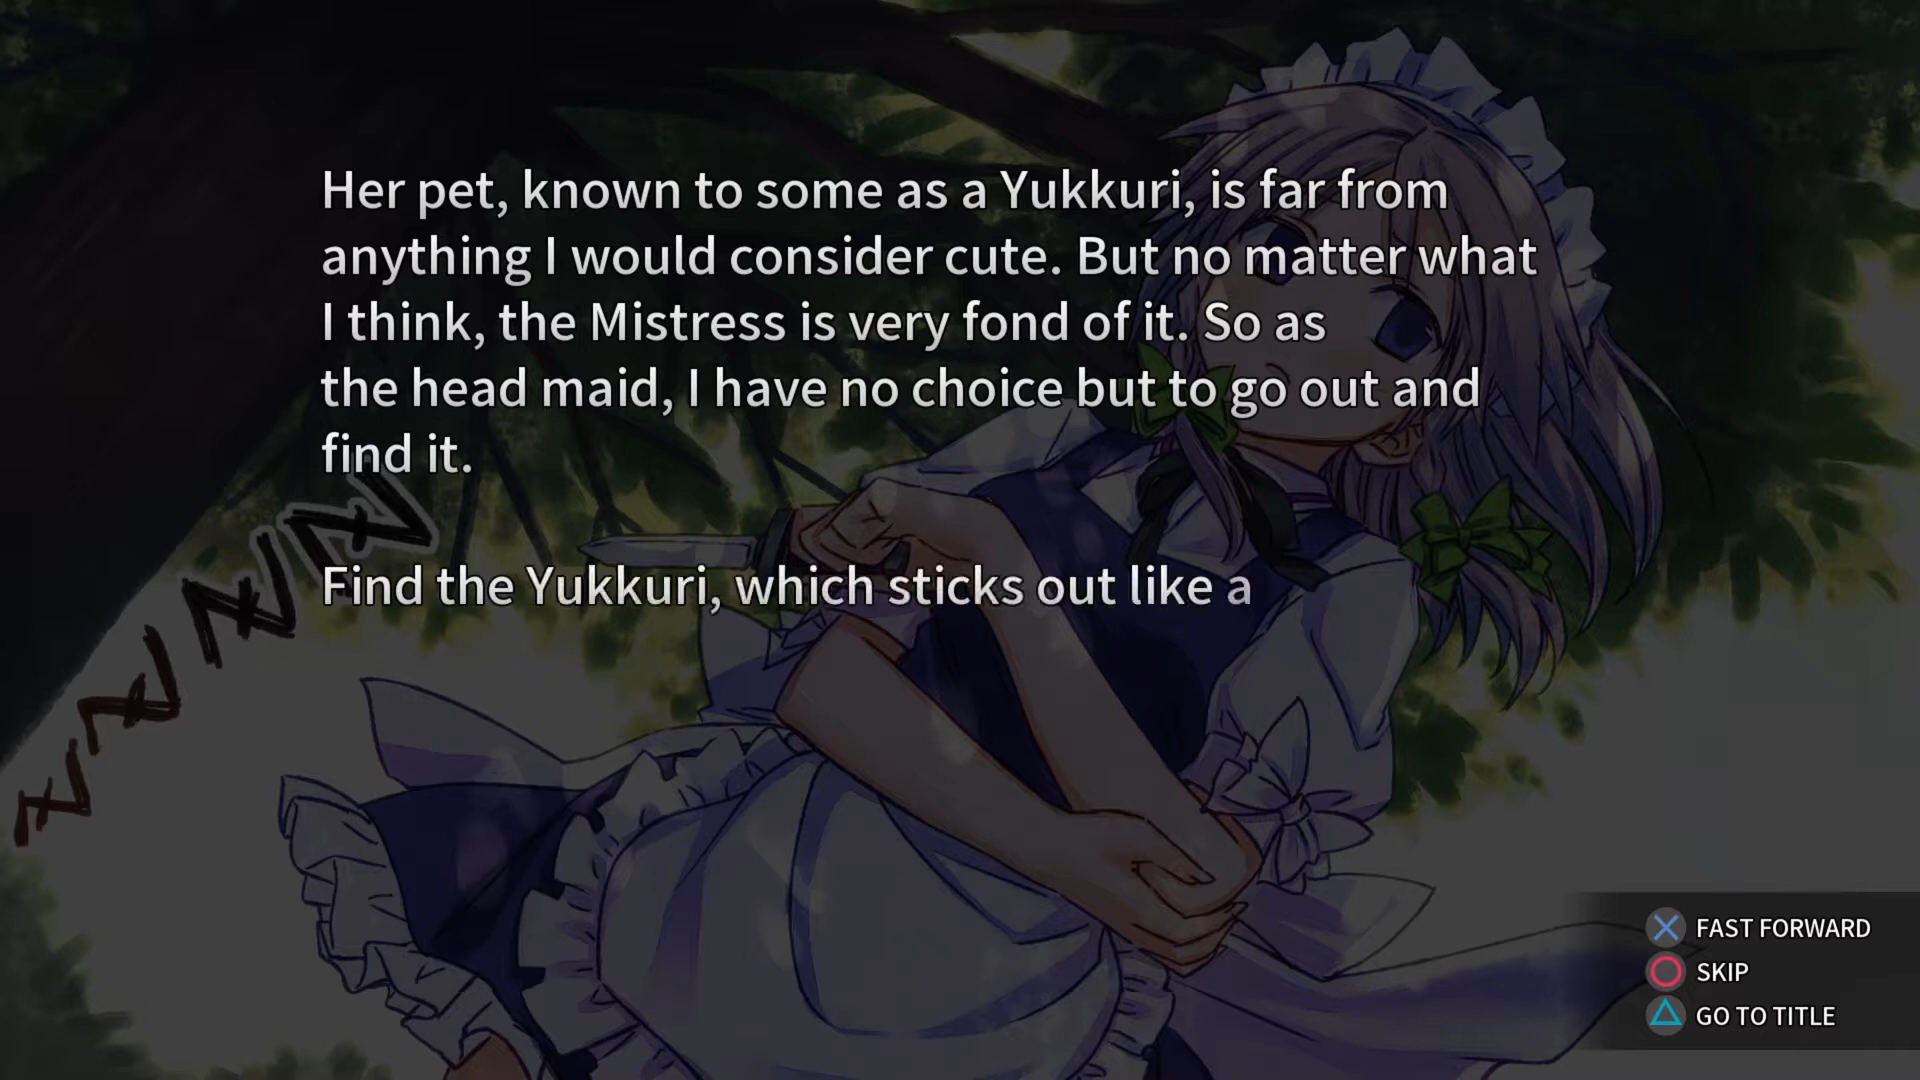 Her pet, known to some as a Yukkuri, is far from
anything I would consider cute. But no matter what
I think, the Mistress is very fond of it. So as
the head maid, I have no choice but to go out and
find it.
Find the Yukkuri, which sticks out like a
FAST FORWARD
SKIP
GO TO TITLE